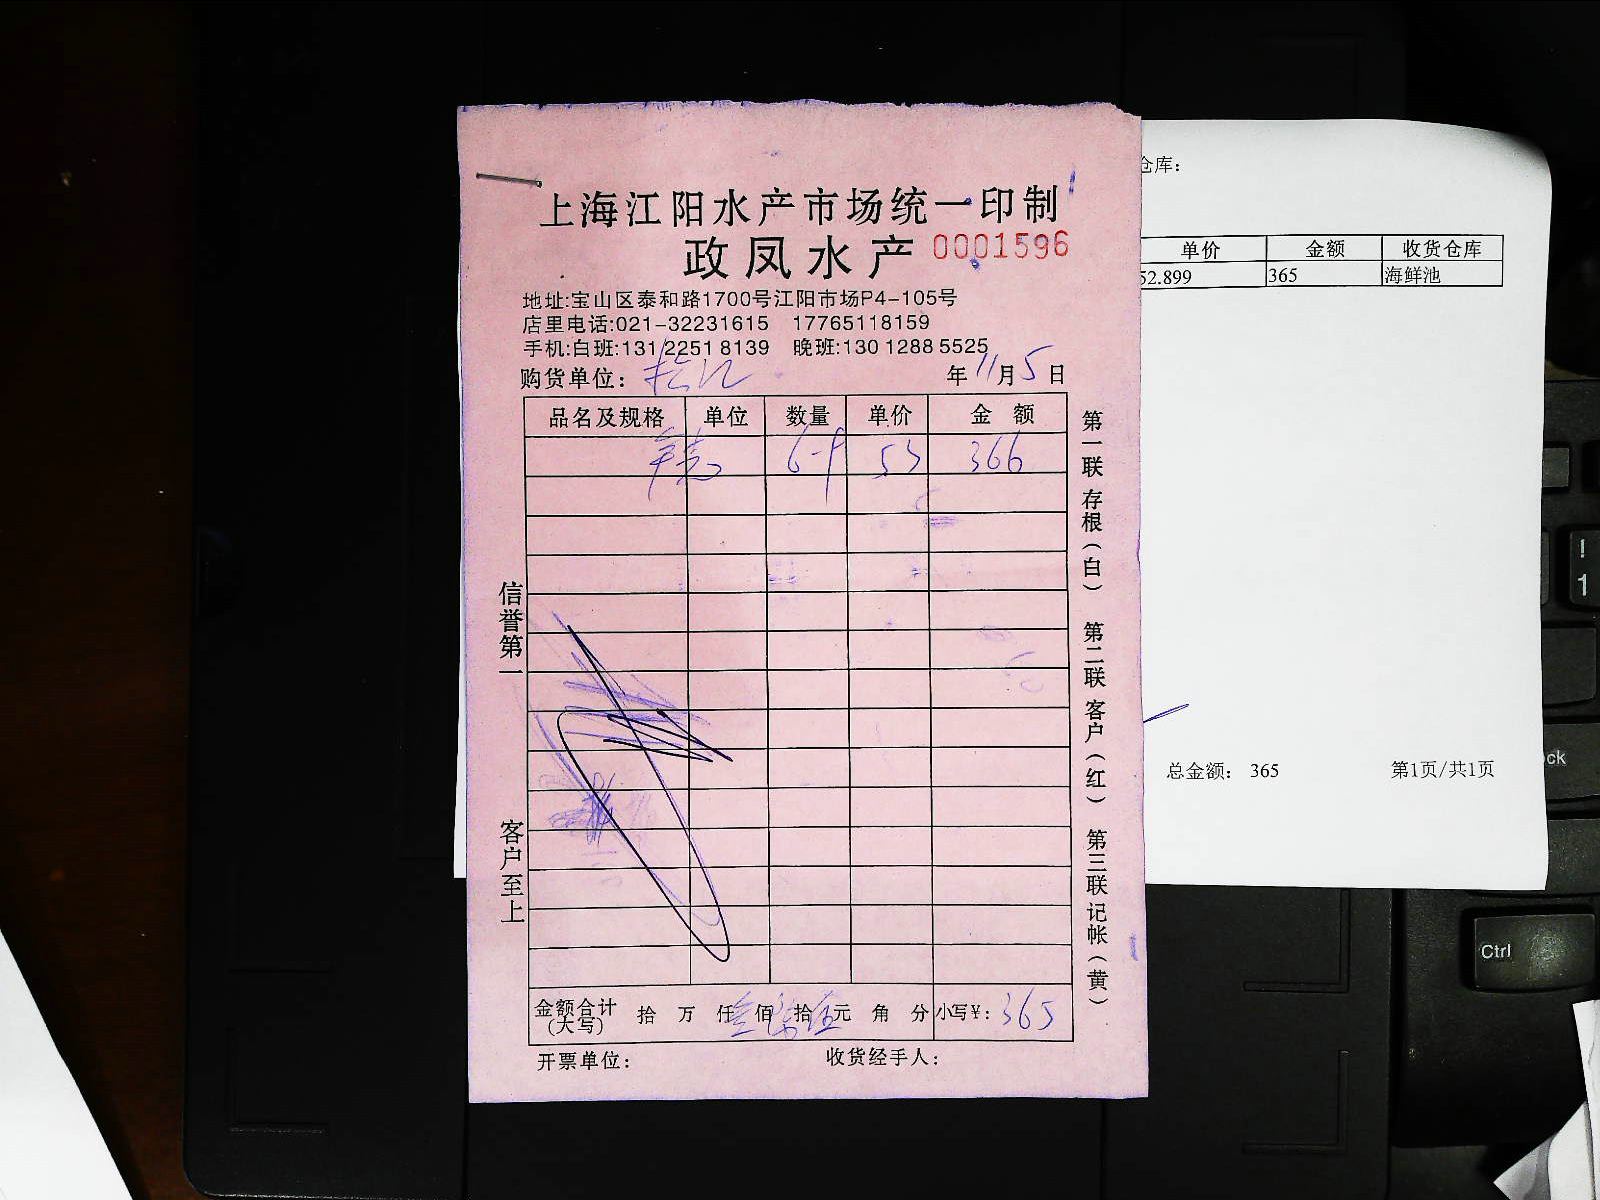 上海江阳水产市场统一印制
政凤水产 0001596
地址:宝山区泰和路1700号江阳市场P4-105号
店里电话:021-32231615 17765118159
手机:白班:131 2251 8139 晚班:130 1288 5525
购货单位:
年 11月 5日
品名及规格 单位 数量 单价 金 额
53 366
金额合计(大写) 拾 万 仟 佰 拾 伍元 角 分 小写¥: 365
开票单位: 收货经手人:
信誉第一
客户至上
第一联 存根(白)
第二联 客户(红)
第三联 记帐(黄)
仓库:
单价 金额 收货仓库
52.899 365 海鲜池
总金额: 365 第1页/共1页
!
1
ck
Ctrl